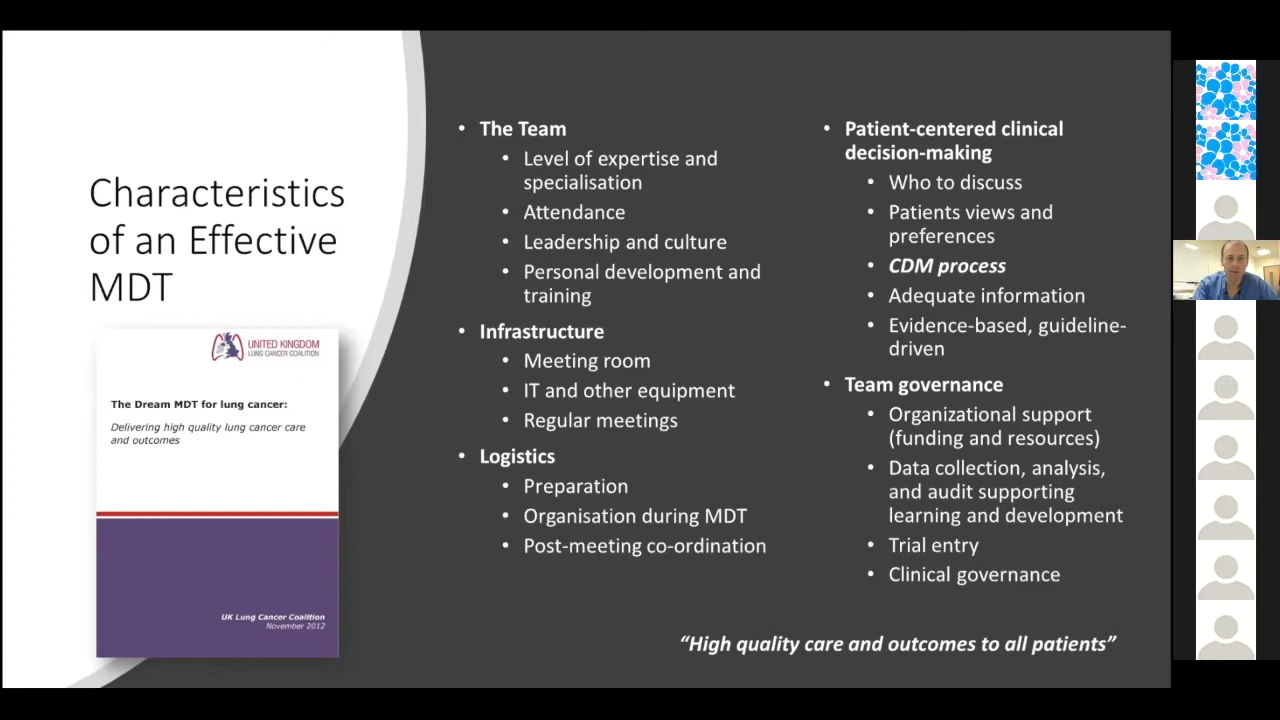 Characteristics
of an Effective
MDT
UNITED KINGDOM
LUNG CANCER COALITION
The Dream MDT for lung cancer:
Delivering high quality lung cancer care
and outcomes
UK Lung Cancer Coalition
November 2012
• The Team
• Level of expertise and
specialisation
• Attendance
• Leadership and culture
• Personal development and
training
• Infrastructure
• Meeting room
• IT and other equipment
• Regular meetings
• Logistics
• Preparation
• Organisation during MDT
• Post-meeting co-ordination
• Patient-centered clinical
decision-making
• Who to discuss
• Patients views and
preferences
• CDM process
• Adequate information
• Evidence-based, guideline-
driven
• Team governance
• Organizational support
(funding and resources)
• Data collection, analysis,
and audit supporting
learning and development
• Trial entry
• Clinical governance
“High quality care and outcomes to all patients”